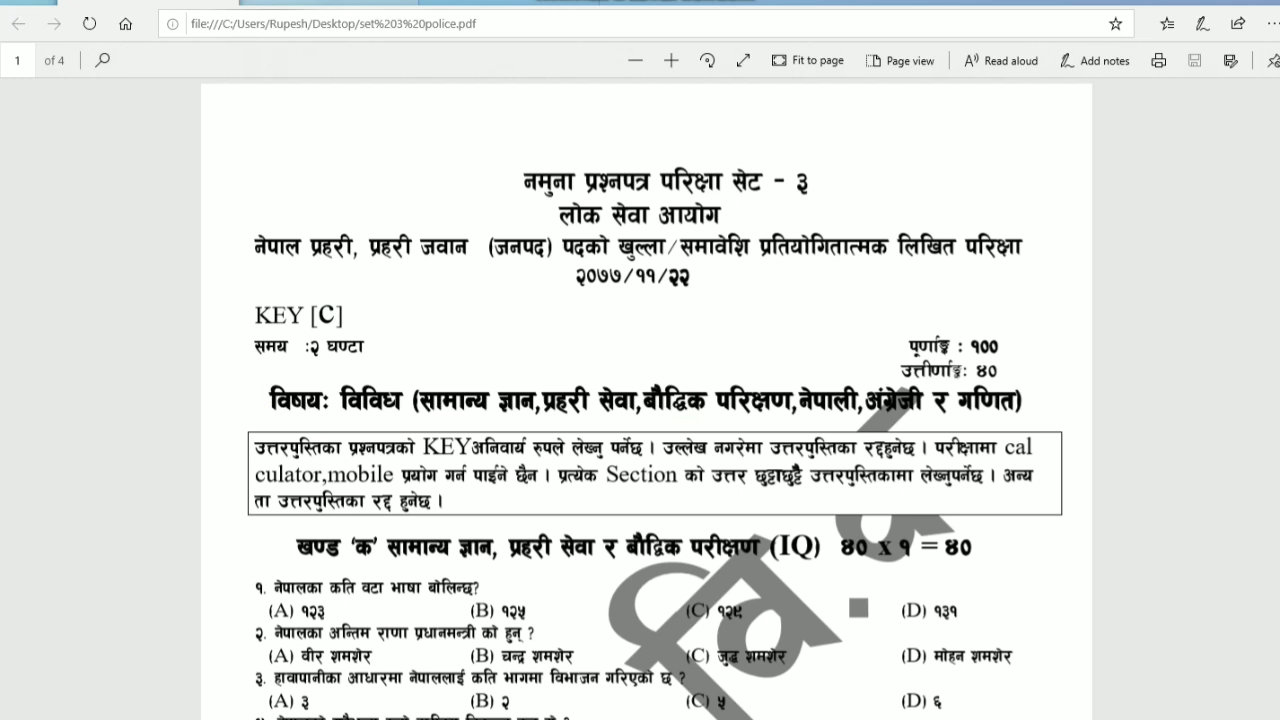 file:///C:/Users/Rupesh/Desktop/set%203%20police.pdf
1 of 4 Fit to page Page view Read aloud Add notes
नमुना प्रश्नपत्र परिक्षा सेट - ३
लोक सेवा आयोग
नेपाल प्रहरी, प्रहरी जवान (जनपद) पदको खुल्ला/समावेशि प्रतियोगितात्मक लिखित परिक्षा
२०७७/११/२२
KEY [C]
समय :२ घण्टा पूर्णाङ्क : १००
उत्तीर्णाङ्क: ४०
विषयः विविध (सामान्य ज्ञान,प्रहरी सेवा,बौद्धिक परिक्षण,नेपाली,अंग्रेजी र गणित)
उत्तरपुस्तिका प्रश्नपत्रको KEYअनिवार्य रुपले लेख्नु पर्नेछ । उल्लेख नगरेमा उत्तरपुस्तिका रद्दहुनेछ । परीक्षामा cal
culator,mobile प्रयोग गर्न पाईने छैन । प्रत्येक Section को उत्तर छुट्टाछुट्टै उत्तरपुस्तिकामा लेख्नुपर्नेछ । अन्य
ता उत्तरपुस्तिका रद्द हुनेछ ।
खण्ड ‘क’ सामान्य ज्ञान, प्रहरी सेवा र बौद्धिक परीक्षण (IQ) ४० x १ = ४०
१. नेपालका कति वटा भाषा बोलिन्छ?
(A) १२३ (B) १२५ (C) १२९ (D) १३१
२. नेपालका अन्तिम राणा प्रधानमन्त्री को हुन् ?
(A) वीर शमशेर (B) चन्द्र शमशेर (C) जुद्ध शमशेर (D) मोहन शमशेर
३. हावापानीका आधारमा नेपाललाई कति भागमा विभाजन गरिएको छ ?
(A) ३ (B) २ (C) ५ (D) ६